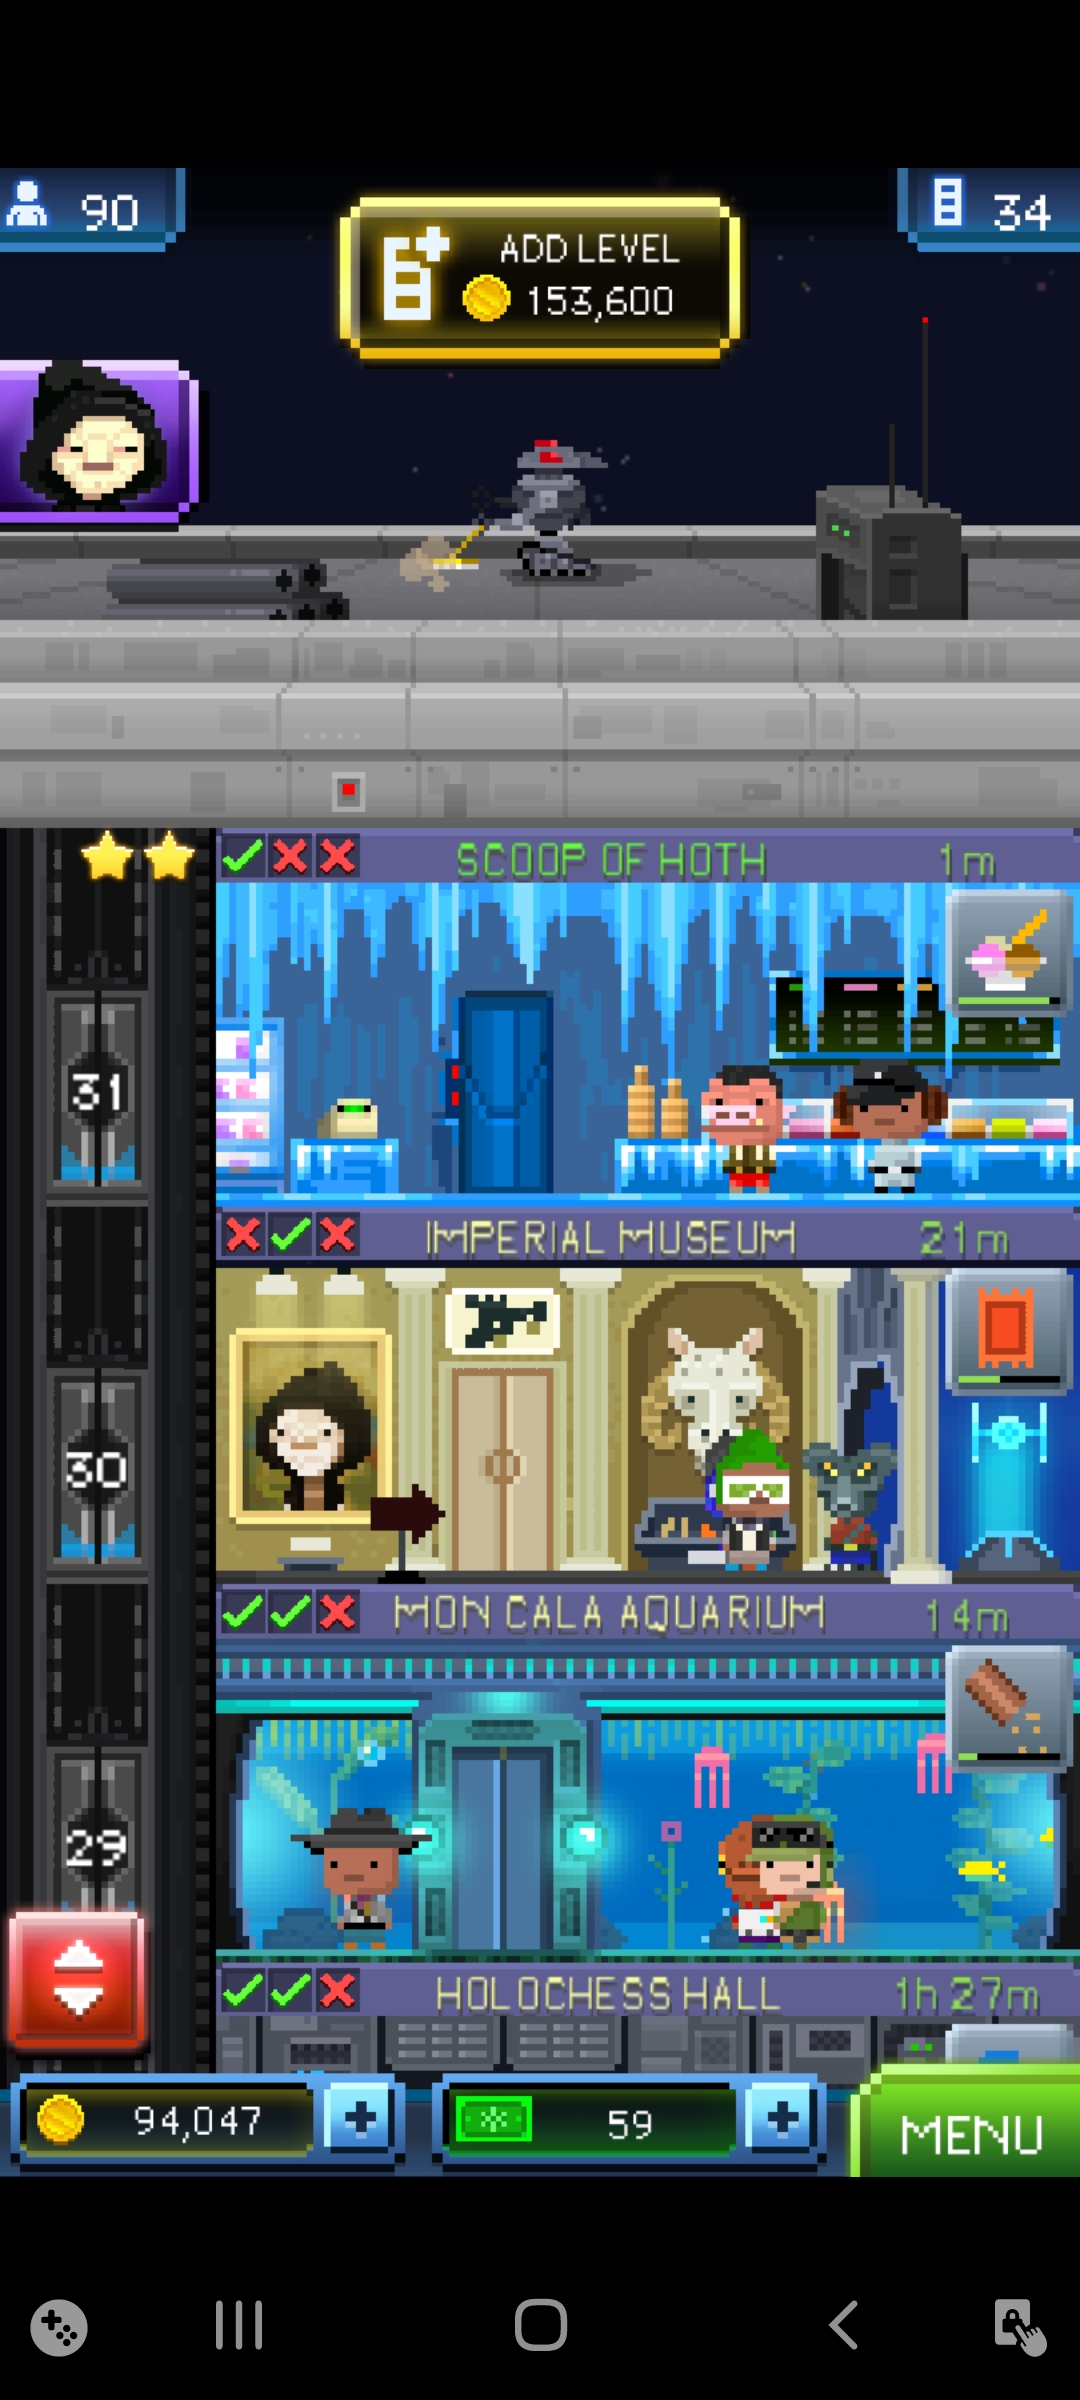 90
ADD LEVEL
153,600
34
SCOOP OF HOTH 1m
31
IMPERIAL MUSEUM 21m
30
MON CALA AQUARIUM 14m
29
HOLOCHESS HALL 1h 27m
94,047
59
MENU